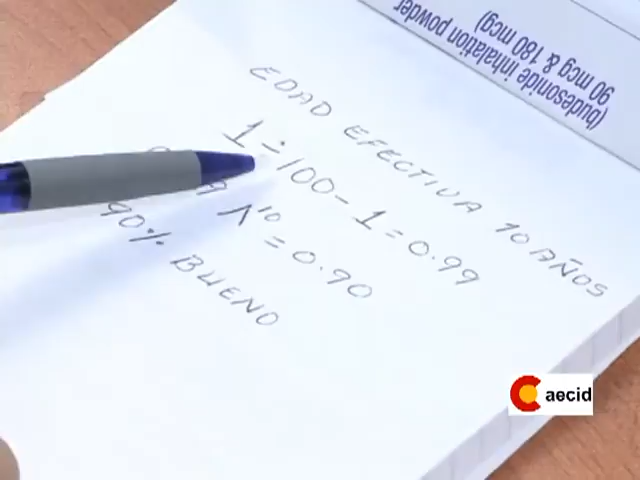 (budesonide inhalation powder
90 mcg & 180 mcg)
EDAD EFECTIVA 10 AÑOS
1÷100-1=0.99
Λ10=0.90
90% BUENO
aecid